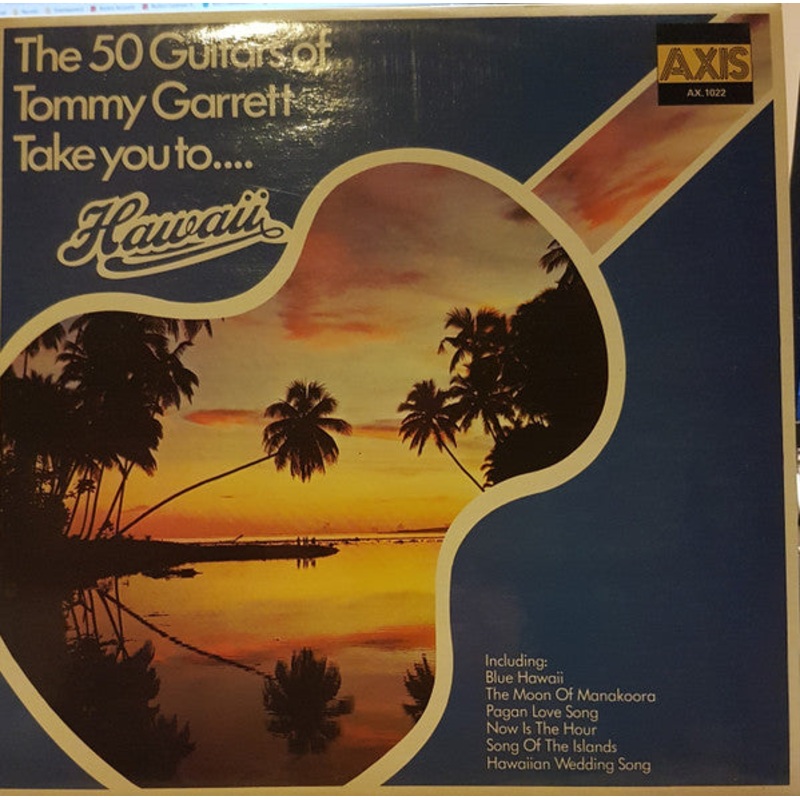 The 50 Guitars of
Tommy Garrett
Take you to....
Hawaii
AXIS
AX.1022
Including:
Blue Hawaii
The Moon Of Manakoora
Pagan Love Song
Now Is The Hour
Song Of The Islands
Hawaiian Wedding Song